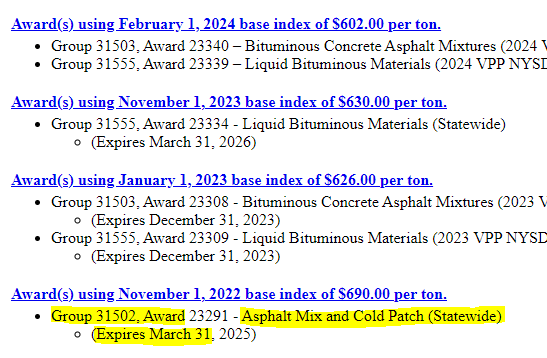 Award(s) using February 1, 2024 base index of $602.00 per ton.
• Group 31503, Award 23340 – Bituminous Concrete Asphalt Mixtures (2024 V
• Group 31555, Award 23339 – Liquid Bituminous Materials (2024 VPP NYSD
Award(s) using November 1, 2023 base index of $630.00 per ton.
• Group 31555, Award 23334 - Liquid Bituminous Materials (Statewide)
○ (Expires March 31, 2026)
Award(s) using January 1, 2023 base index of $626.00 per ton.
• Group 31503, Award 23308 - Bituminous Concrete Asphalt Mixtures (2023 V
○ (Expires December 31, 2023)
• Group 31555, Award 23309 - Liquid Bituminous Materials (2023 VPP NYSD
○ (Expires December 31, 2023)
Award(s) using November 1, 2022 base index of $690.00 per ton.
• Group 31502, Award 23291 - Asphalt Mix and Cold Patch (Statewide)
○ (Expires March 31, 2025)